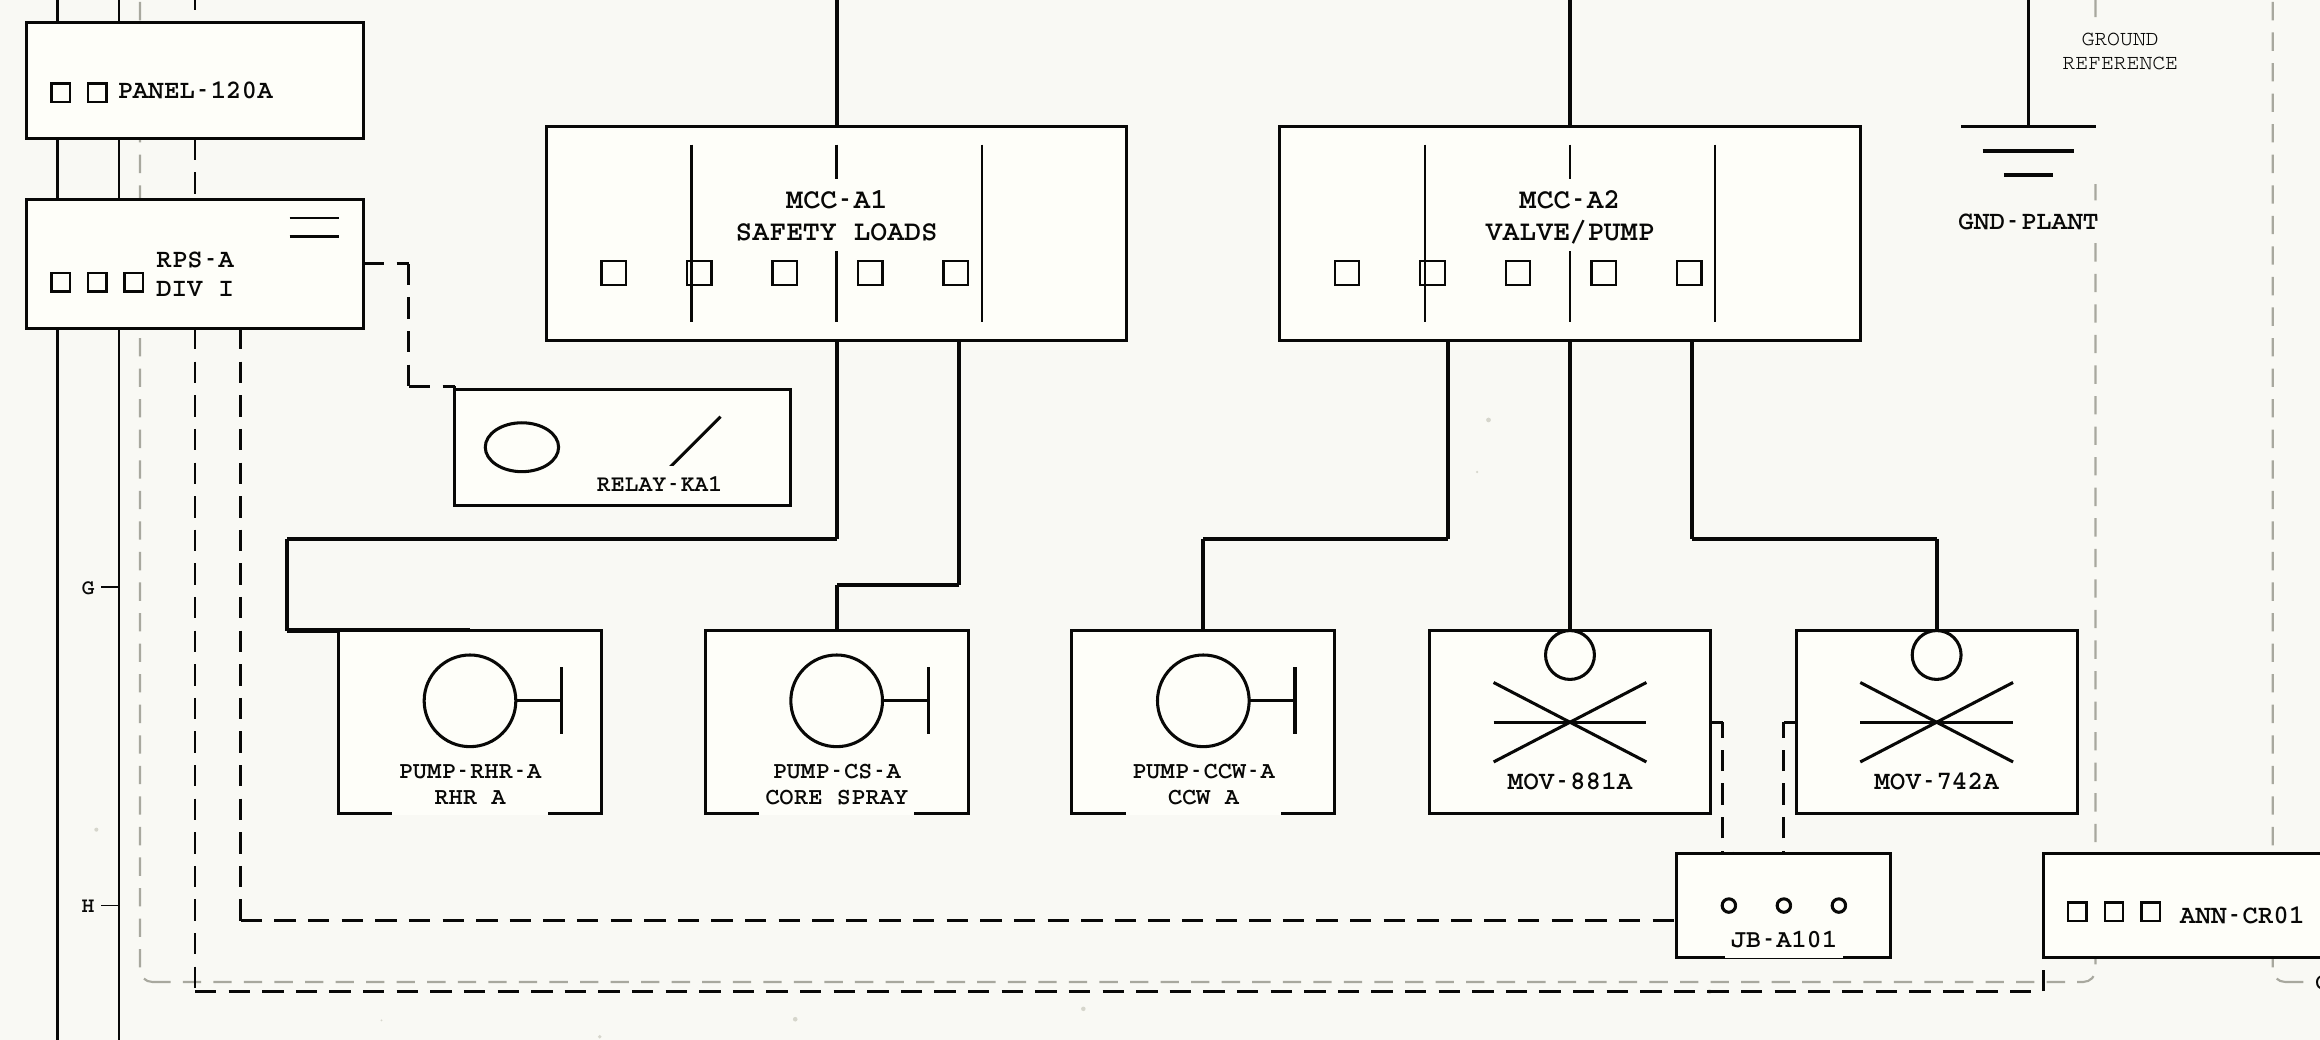 GROUND
REFERENCE
PANEL-120A
MCC-A1
SAFETY LOADS
MCC-A2
VALVE/PUMP
GND-PLANT
RPS-A
DIV I
RELAY-KA1
G
PUMP-RHR-A
RHR A
PUMP-CS-A
CORE SPRAY
PUMP-CCW-A
CCW A
MOV-881A
MOV-742A
H
JB-A101
ANN-CR01